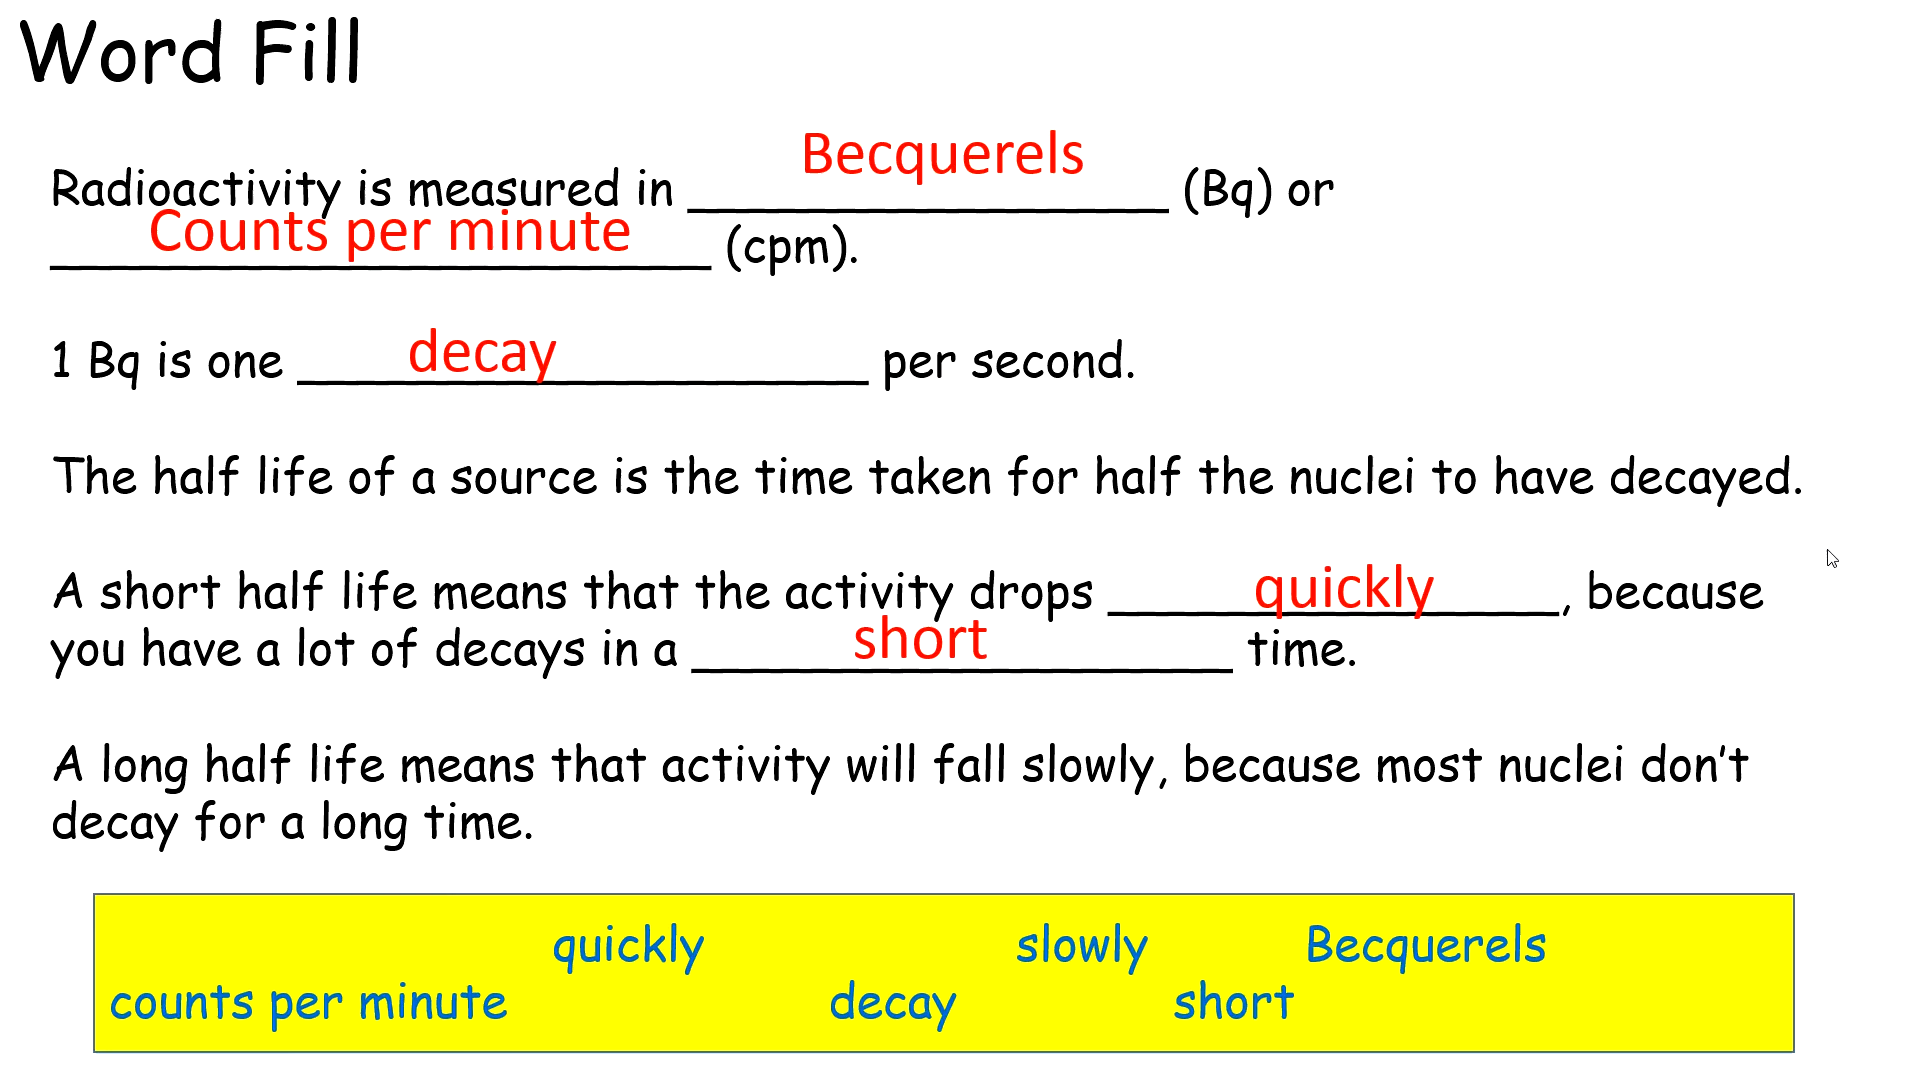 Word Fill
Radioactivity is measured in ________________ Becquerels (Bq) or
______________________ Counts per minute (cpm).
1 Bq is one ___________________ decay per second.
The half life of a source is the time taken for half the nuclei to have decayed.
A short half life means that the activity drops _______________ quickly, because
you have a lot of decays in a __________________ short time.
A long half life means that activity will fall slowly, because most nuclei don’t
decay for a long time.
quickly slowly Becquerels
counts per minute decay short